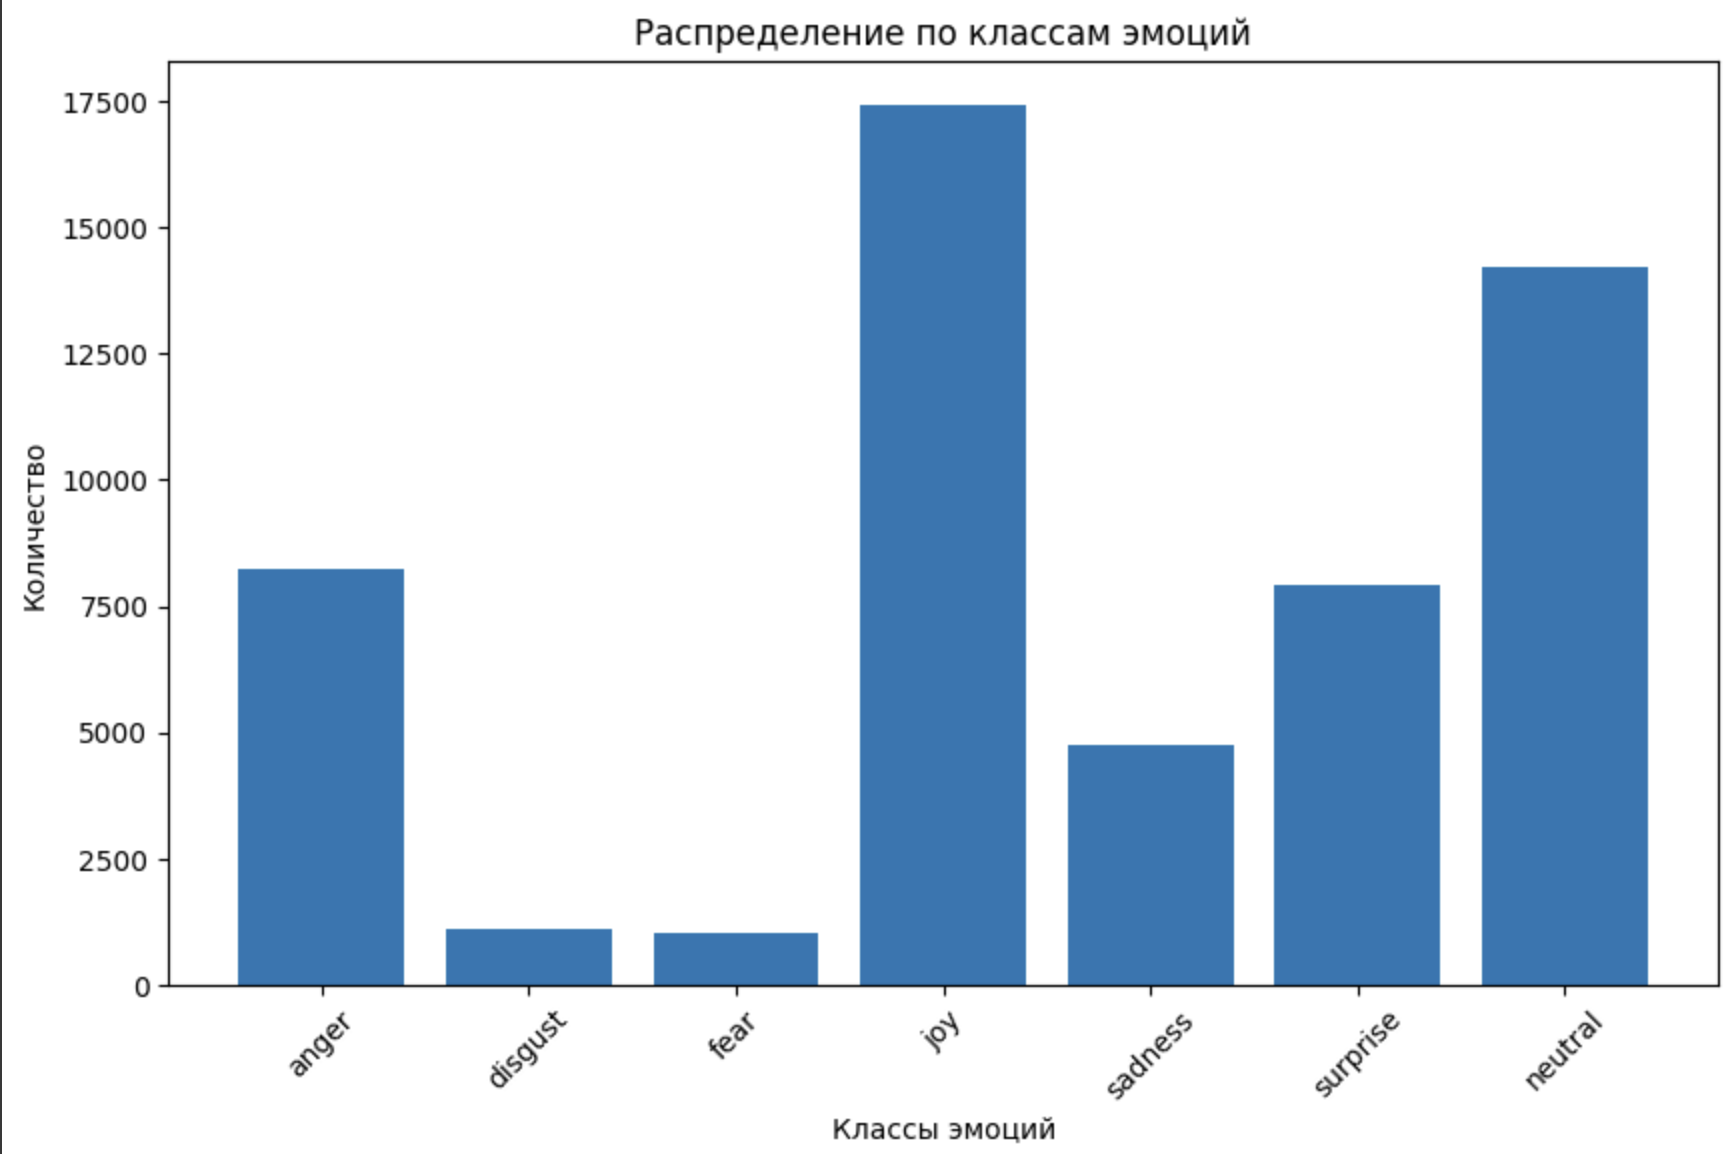 Распределение по классам эмоций
17500
15000
12500
10000
7500
5000
2500
0
Количество
anger
disgust
fear
joy
sadness
surprise
neutral
Классы эмоций